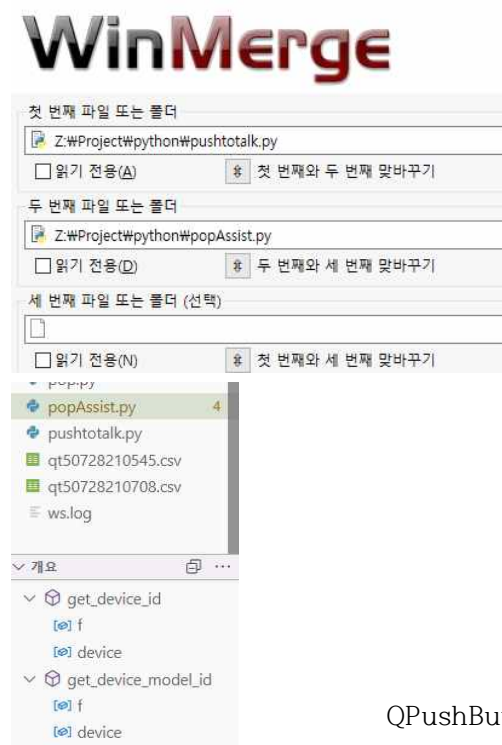 WinMerge
첫 번째 파일 또는 폴더
Z:₩Project₩python₩pushtotalk.py
읽기 전용(A)
첫 번째와 두 번째 맞바꾸기
두 번째 파일 또는 폴더
Z:₩Project₩python₩popAssist.py
읽기 전용(D)
두 번째와 세 번째 맞바꾸기
세 번째 파일 또는 폴더 (선택)
읽기 전용(N)
첫 번째와 세 번째 맞바꾸기
pop.py
popAssist.py 4
pushtotalk.py
qt50728210545.csv
qt50728210708.csv
ws.log
개요
get_device_id
f
device
get_device_model_id
f
device
QPushBu